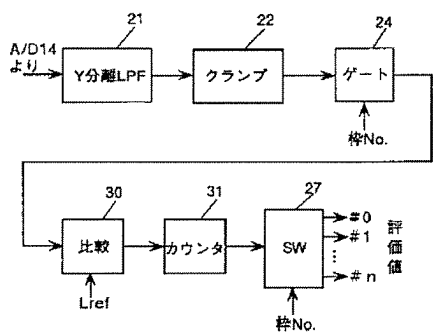 21
22
24
A/D14
より
Y分離LPF
クランプ
ゲート
枠No.
30
31
27
比較
カウンタ
SW
#0
#1
⋮
#n
評価値
Lref
枠No.